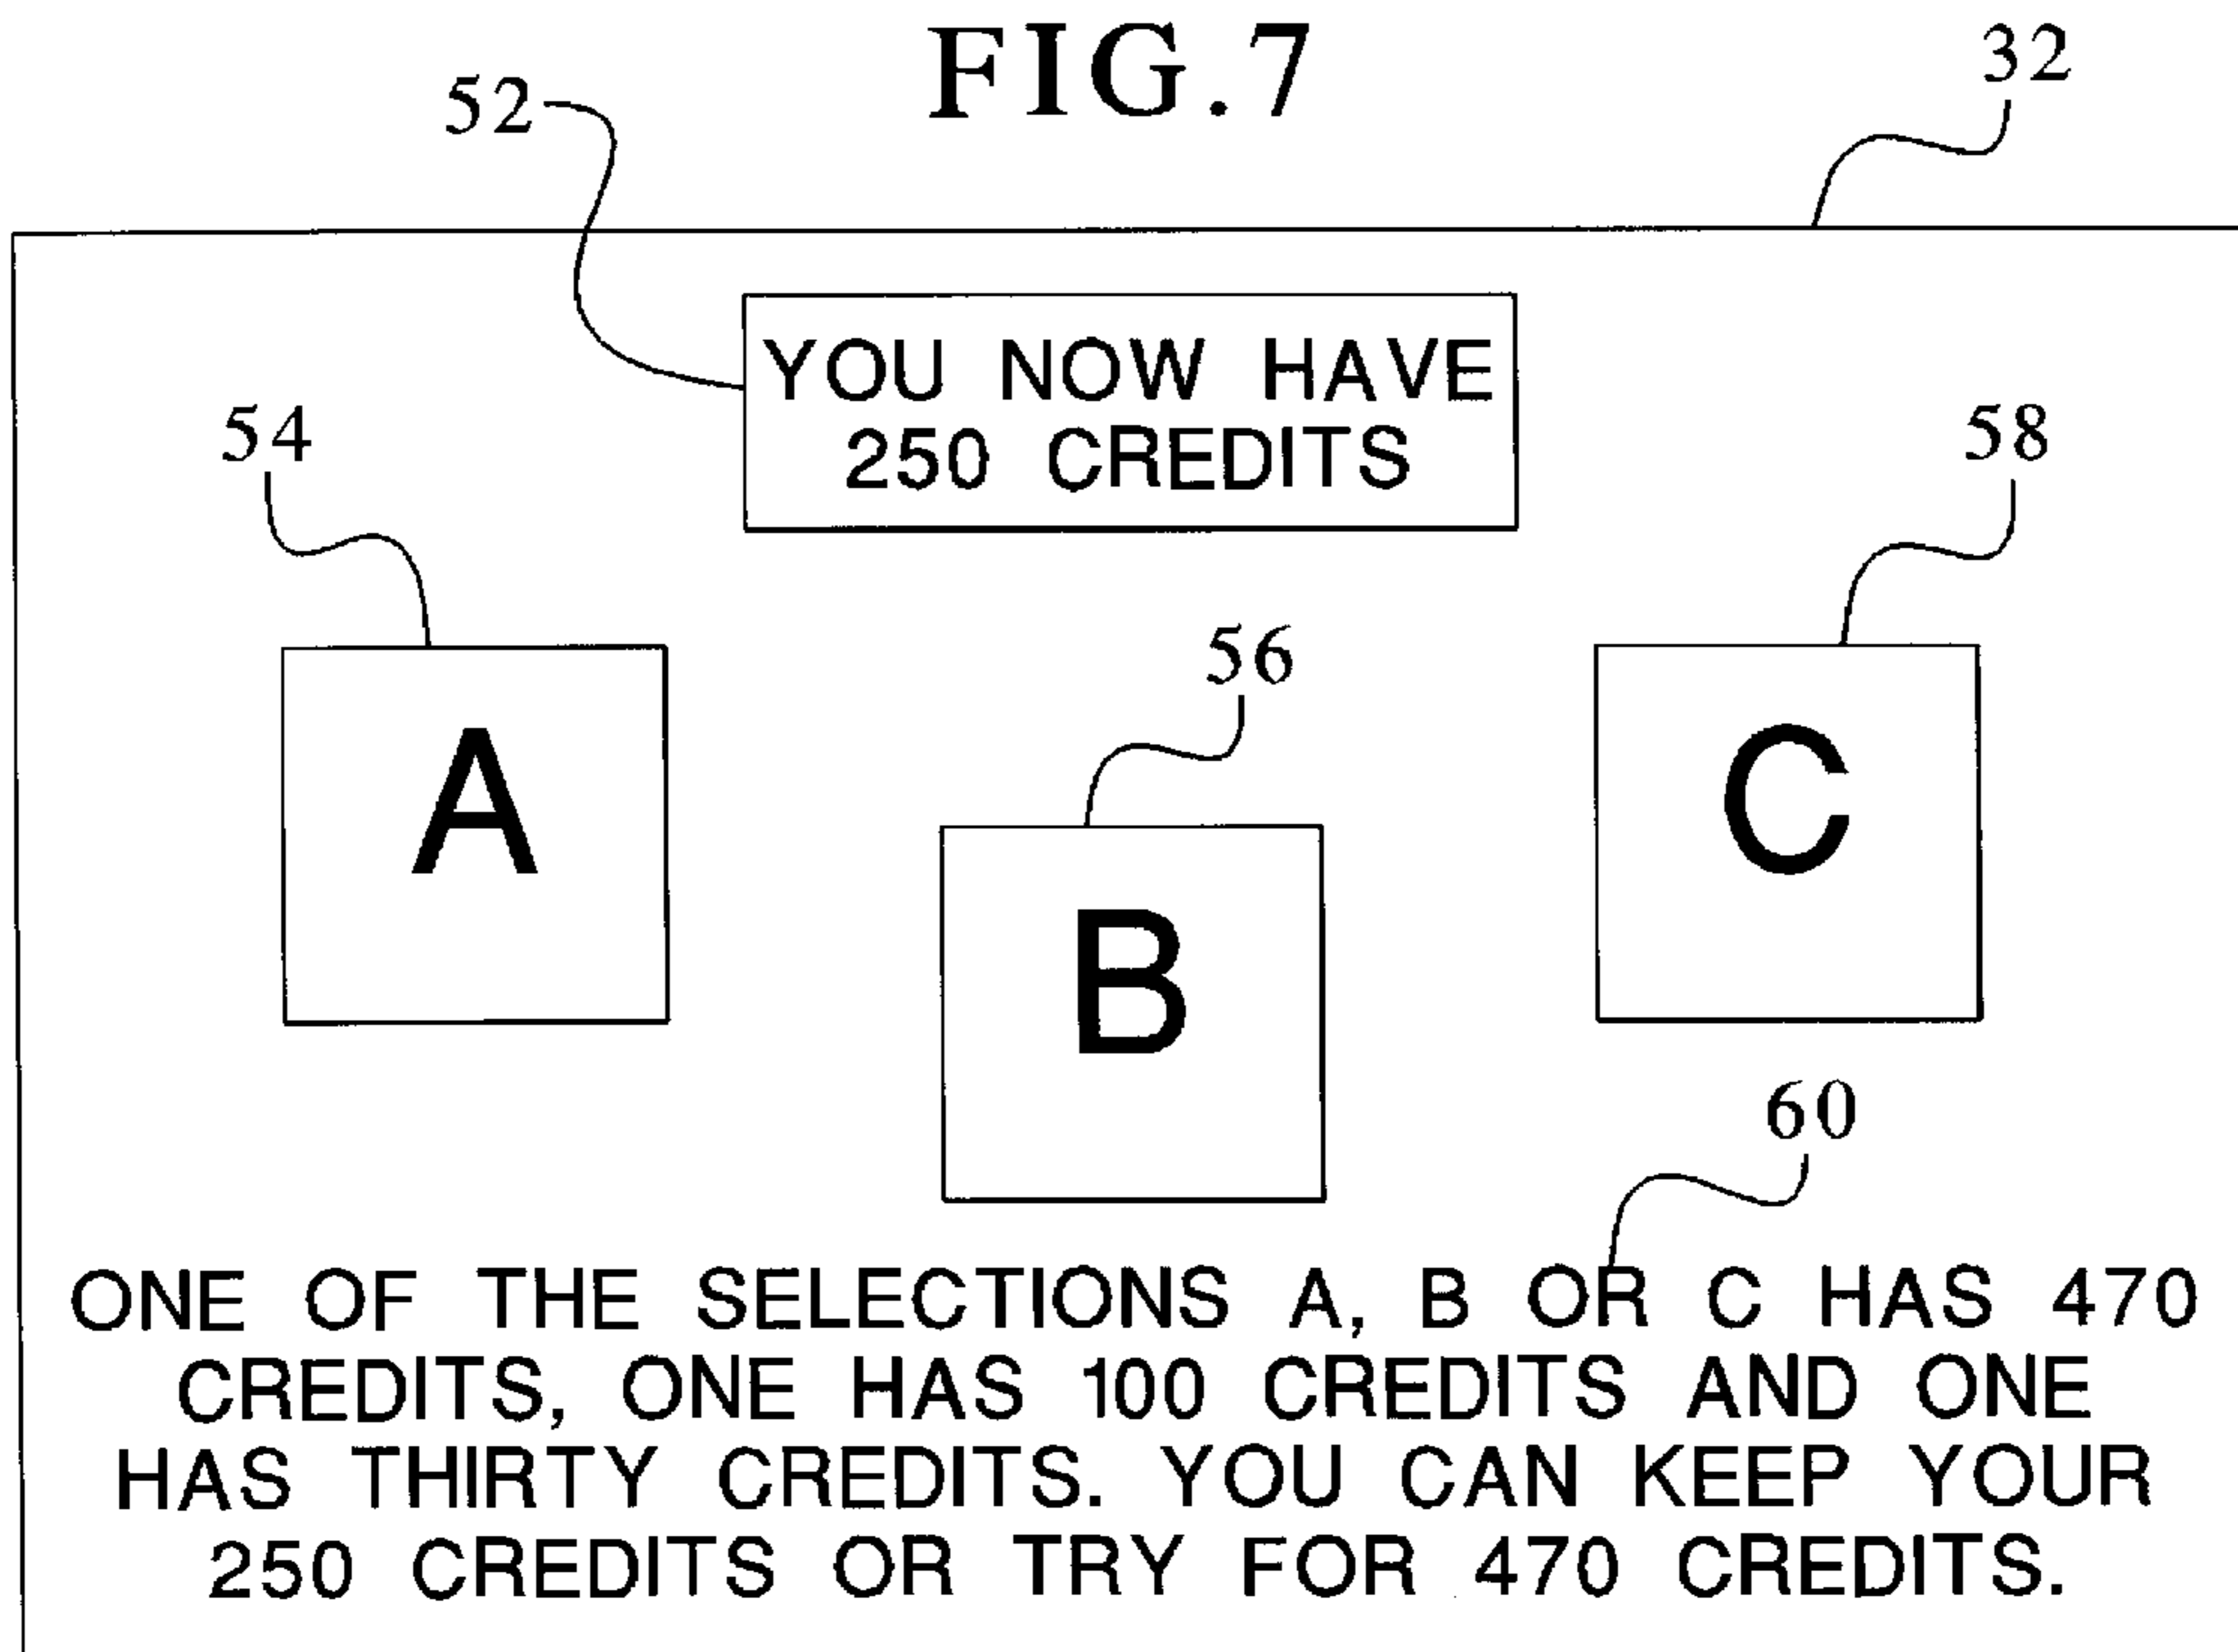 FIG.7
32
52
YOU NOW HAVE
250 CREDITS
54
58
56
A
C
B
60
ONE OF THE SELECTIONS A, B OR C HAS 470
CREDITS, ONE HAS 100 CREDITS AND ONE
HAS THIRTY CREDITS. YOU CAN KEEP YOUR
250 CREDITS OR TRY FOR 470 CREDITS.